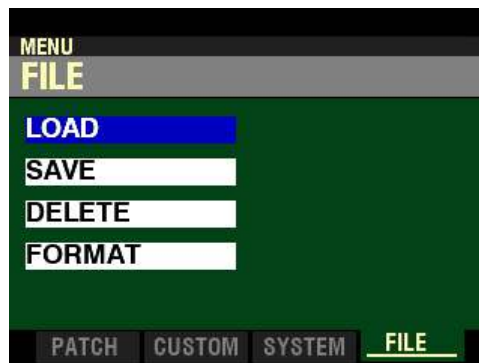 MENU
FILE
LOAD
SAVE
DELETE
FORMAT
PATCH CUSTOM SYSTEM FILE